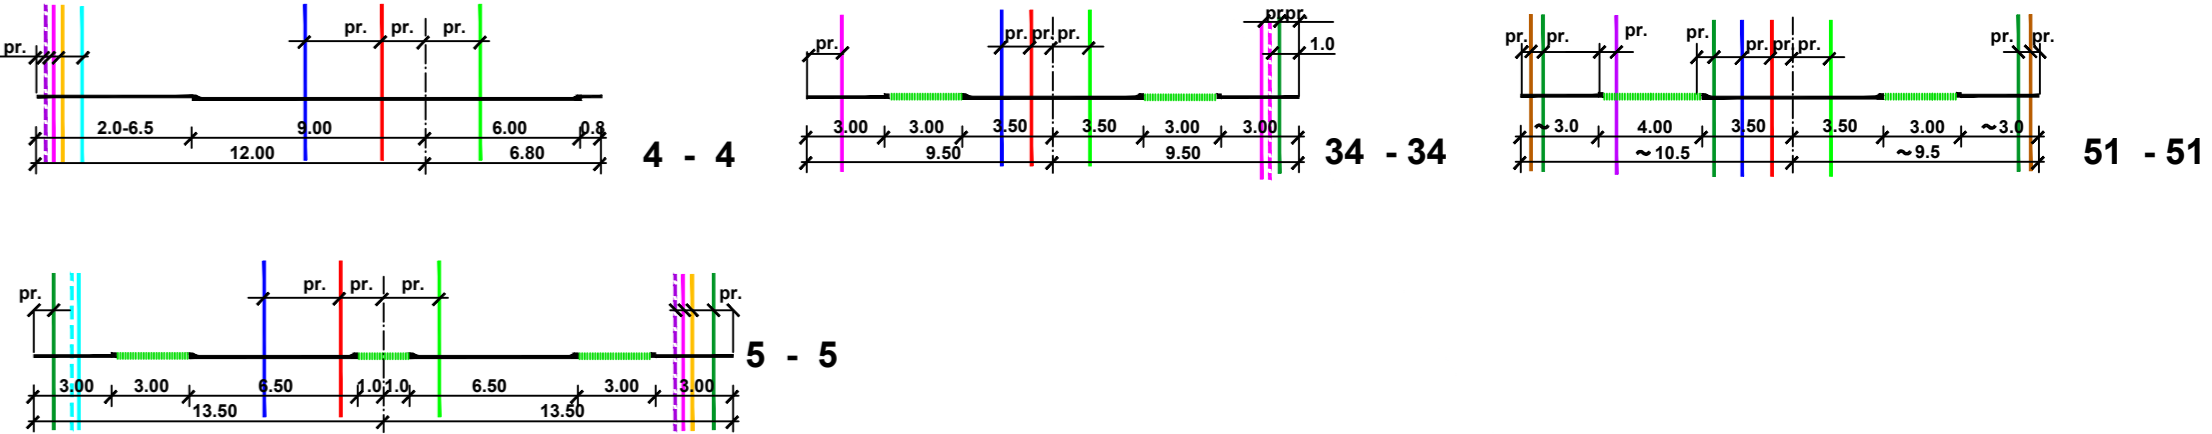 pr. pr. pr. pr.
2.0-6.5 9.00 6.00 0.8
12.00 6.80
4 - 4
pr. pr. pr. pr. pr. pr.
1.0
3.00 3.00 3.50 3.50 3.00 3.00
9.50 9.50
34 - 34
pr. pr. pr. pr. pr. pr. pr. pr. pr.
~3.0 4.00 3.50 3.50 3.00 ~3.0
~10.5 ~9.5
51 - 51
pr. pr. pr. pr. pr.
3.00 3.00 6.50 1.0 1.0 6.50 3.00 3.00
13.50 13.50
5 - 5